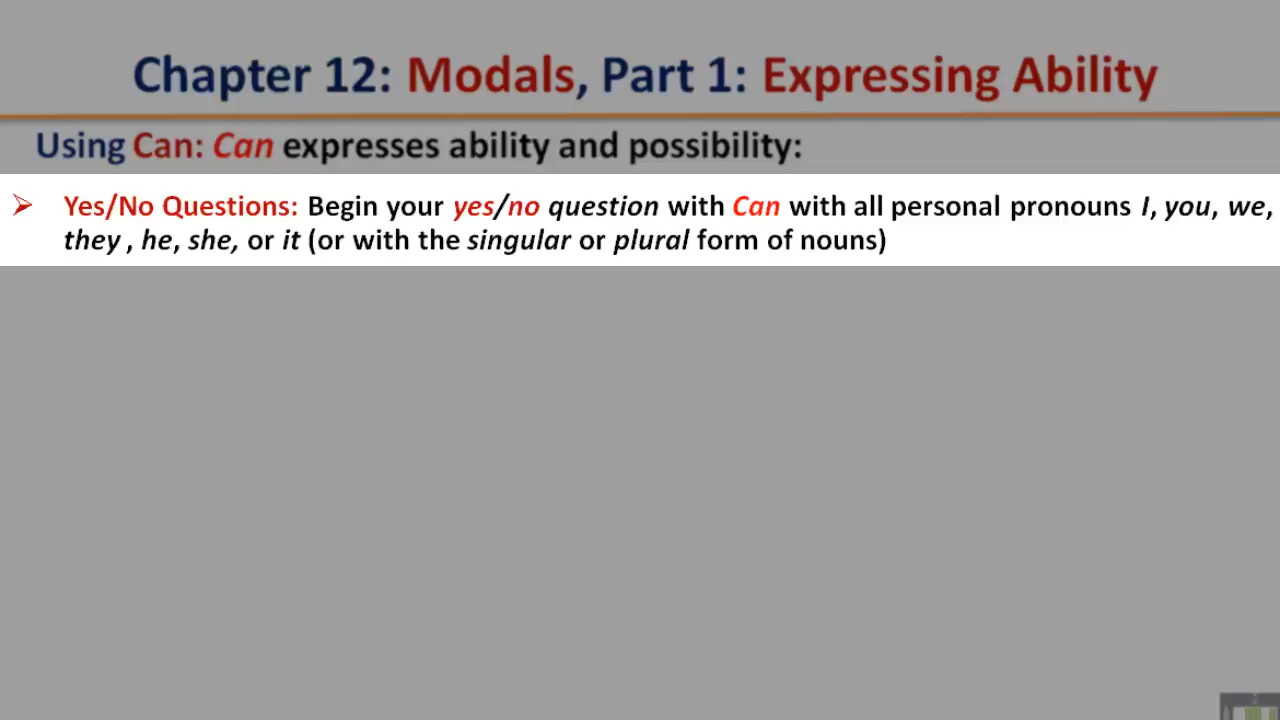 Chapter 12: Modals, Part 1: Expressing Ability
Using Can: Can expresses ability and possibility:
➢ Yes/No Questions: Begin your yes/no question with Can with all personal pronouns I, you, we,
they , he, she, or it (or with the singular or plural form of nouns)